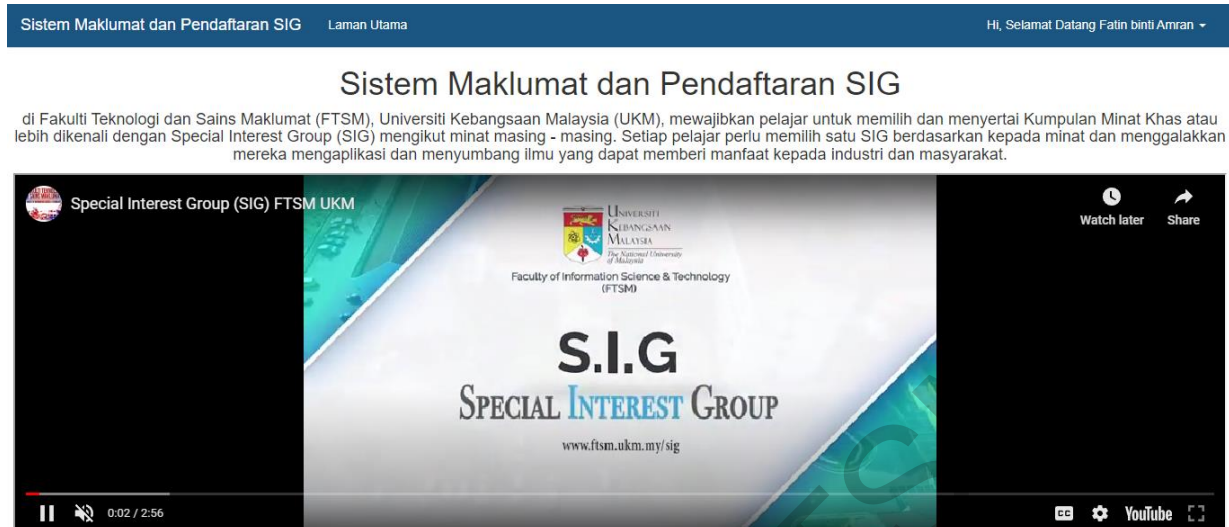 Sistem Maklumat dan Pendaftaran SIG Laman Utama Hi, Selamat Datang Fatin binti Amran
Sistem Maklumat dan Pendaftaran SIG
di Fakulti Teknologi dan Sains Maklumat (FTSM), Universiti Kebangsaan Malaysia (UKM), mewajibkan pelajar untuk memilih dan menyertai Kumpulan Minat Khas atau
lebih dikenali dengan Special Interest Group (SIG) mengikut minat masing - masing. Setiap pelajar perlu memilih satu SIG berdasarkan kepada minat dan menggalakkan
mereka mengaplikasi dan menyumbang ilmu yang dapat memberi manfaat kepada industri dan masyarakat.
Special Interest Group (SIG) FTSM UKM
Watch later Share
UNIVERSITI
KEBANGSAAN
MALAYSIA
The National University
of Malaysia
Faculty of Information Science & Technology
(FTSM)
S.I.G
SPECIAL INTEREST GROUP
www.ftsm.ukm.my/sig
0:02 / 2:56 CC YouTube